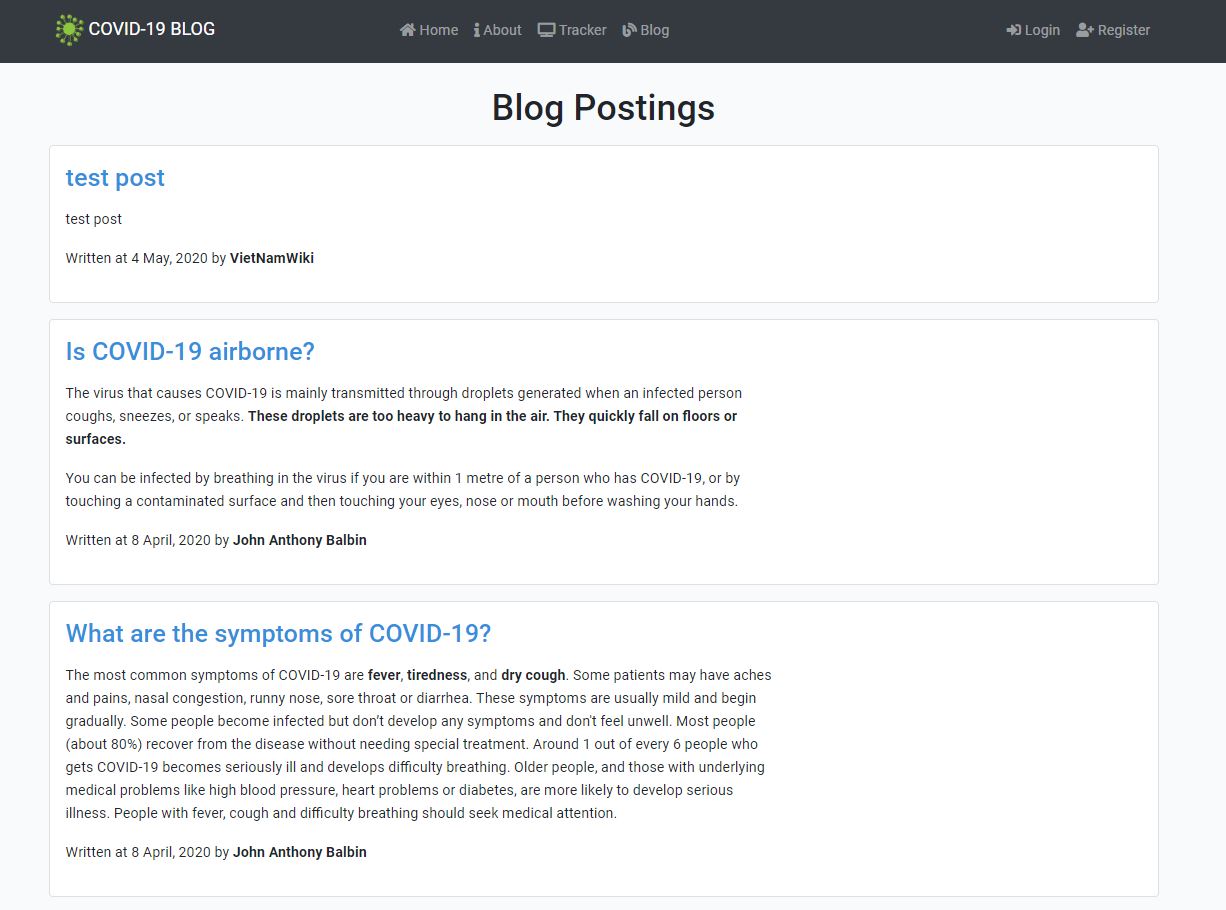 COVID-19 BLOG Home About Tracker Blog Login Register
Blog Postings
test post
test post
Written at 4 May, 2020 by VietNamWiki
Is COVID-19 airborne?
The virus that causes COVID-19 is mainly transmitted through droplets generated when an infected person
coughs, sneezes, or speaks. These droplets are too heavy to hang in the air. They quickly fall on floors or
surfaces.
You can be infected by breathing in the virus if you are within 1 metre of a person who has COVID-19, or by
touching a contaminated surface and then touching your eyes, nose or mouth before washing your hands.
Written at 8 April, 2020 by John Anthony Balbin
What are the symptoms of COVID-19?
The most common symptoms of COVID-19 are fever, tiredness, and dry cough. Some patients may have aches
and pains, nasal congestion, runny nose, sore throat or diarrhea. These symptoms are usually mild and begin
gradually. Some people become infected but don’t develop any symptoms and don't feel unwell. Most people
(about 80%) recover from the disease without needing special treatment. Around 1 out of every 6 people who
gets COVID-19 becomes seriously ill and develops difficulty breathing. Older people, and those with underlying
medical problems like high blood pressure, heart problems or diabetes, are more likely to develop serious
illness. People with fever, cough and difficulty breathing should seek medical attention.
Written at 8 April, 2020 by John Anthony Balbin